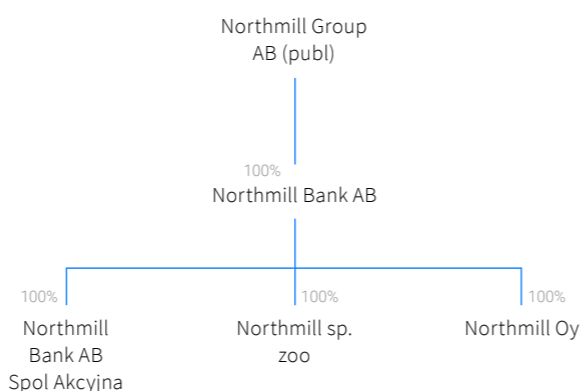 Northmill Group
AB (publ)
100%
Northmill Bank AB
100%
100%
100%
Northmill
Bank AB
Spol Akcyjna
Northmill sp.
zoo
Northmill Oy